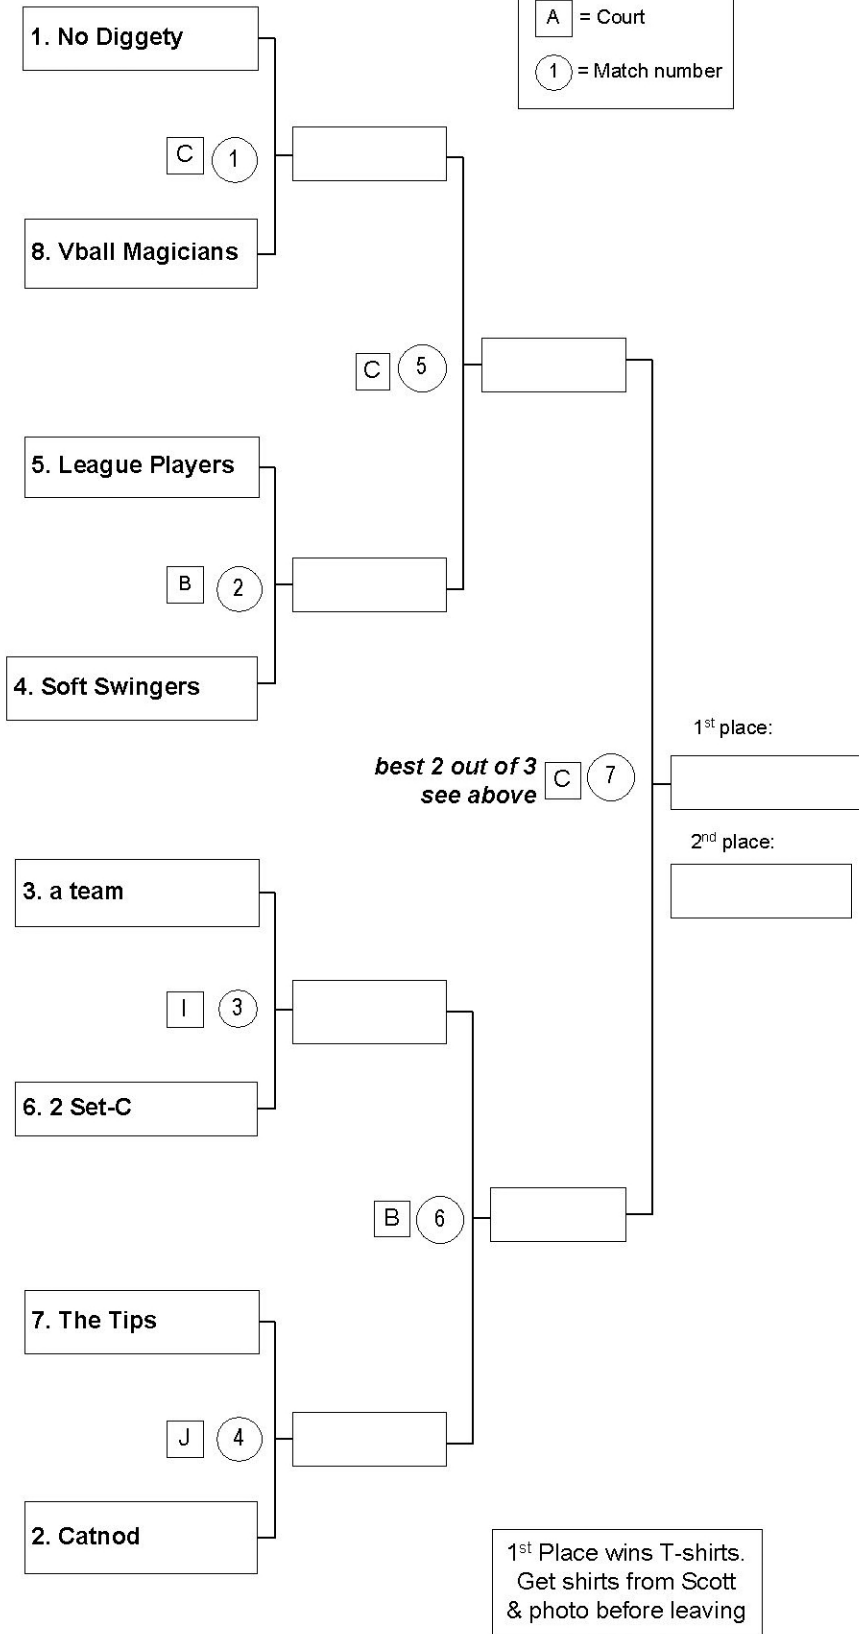 A = Court
1 = Match number
1. No Diggety
C 1
8. Vball Magicians
C 5
5. League Players
B 2
4. Soft Swingers
1st place:
best 2 out of 3
see above
C 7
2nd place:
3. a team
I 3
6. 2 Set-C
B 6
7. The Tips
J 4
2. Catnod
1st Place wins T-shirts.
Get shirts from Scott
& photo before leaving